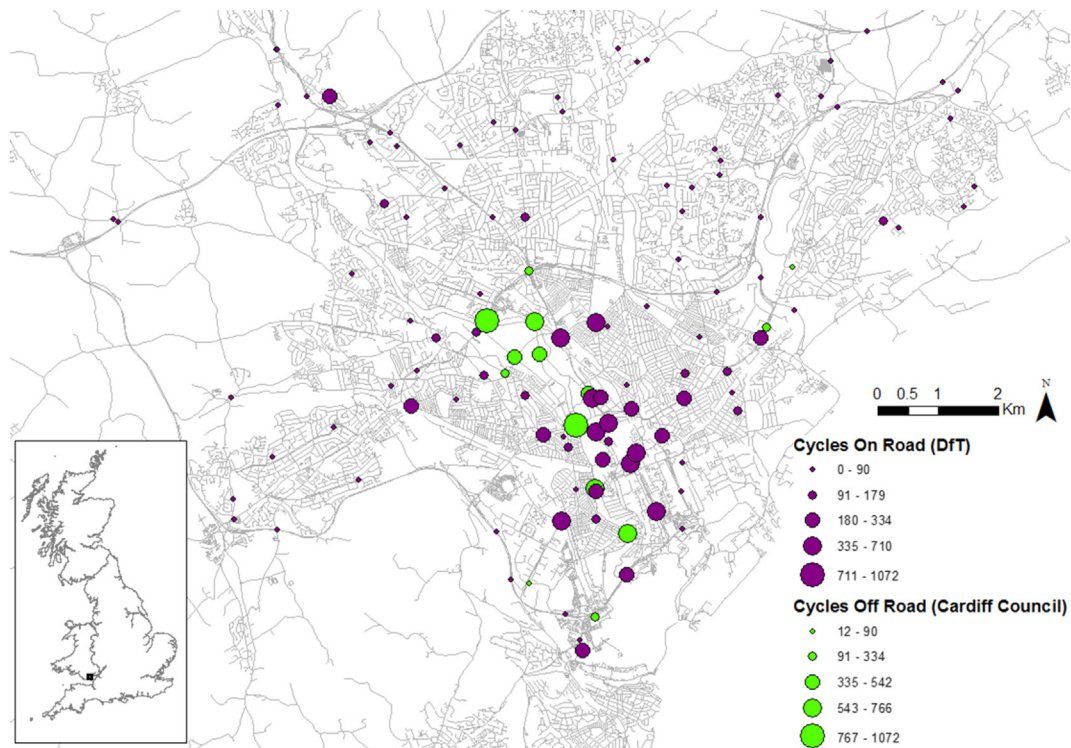 N
0 0.5 1 2
Km
Cycles On Road (DfT)
0 - 90
91 - 179
180 - 334
335 - 710
711 - 1072
Cycles Off Road (Cardiff Council)
12 - 90
91 - 334
335 - 542
543 - 766
767 - 1072